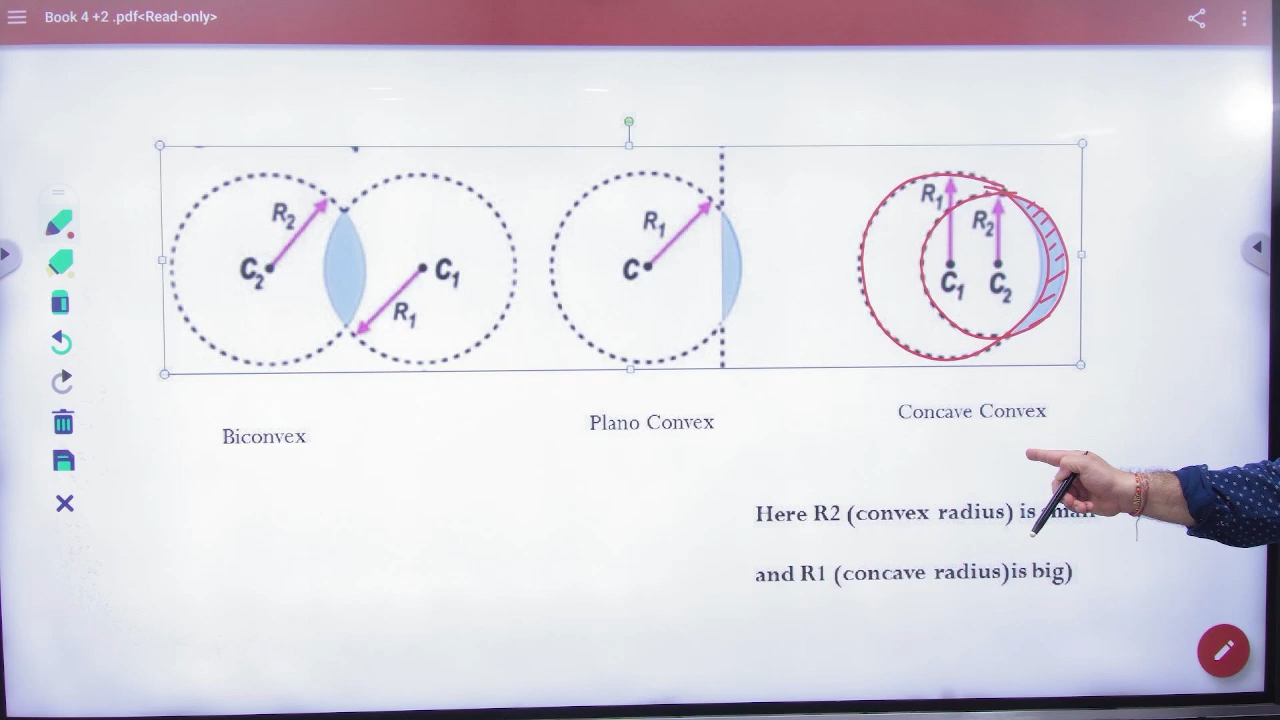 Book 4 +2 .pdf<Read-only>
R2
C2
C1
R1
R1
C
R1
R2
C1
C2
Biconvex
Plano Convex
Concave Convex
Here R2 (convex radius) is small
and R1 (concave radius)is big)